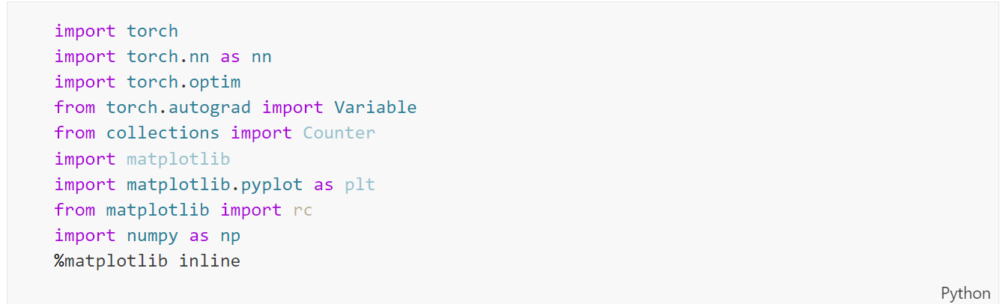 import torch
import torch.nn as nn
import torch.optim
from torch.autograd import Variable
from collections import Counter
import matplotlib
import matplotlib.pyplot as plt
from matplotlib import rc
import numpy as np
%matplotlib inline
Python